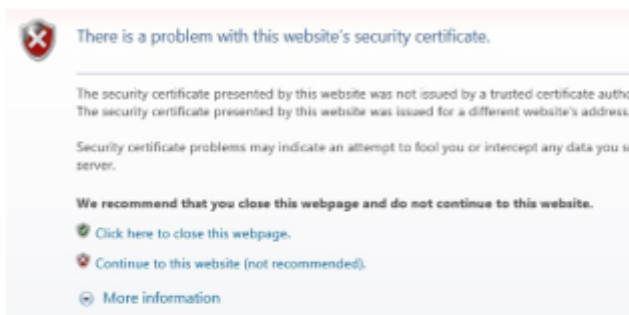 There is a problem with this website's security certificate.
The security certificate presented by this website was not issued by a trusted certificate autho
The security certificate presented by this website was issued for a different website's address.
Security certificate problems may indicate an attempt to fool you or intercept any data you s
server.
We recommend that you close this webpage and do not continue to this website.
Click here to close this webpage.
Continue to this website (not recommended).
More information